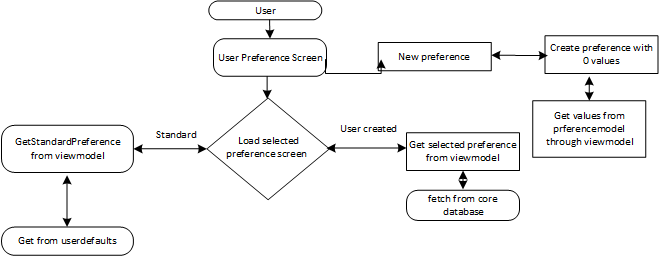 User
User Preference Screen
New preference
Create preference with
0 values
Get values from
prferencemodel
through viewmodel
Load selected
preference screen
Standard
User created
GetStandardPreference
from viewmodel
Get selected preference
from viewmodel
fetch from core
database
Get from userdefaults